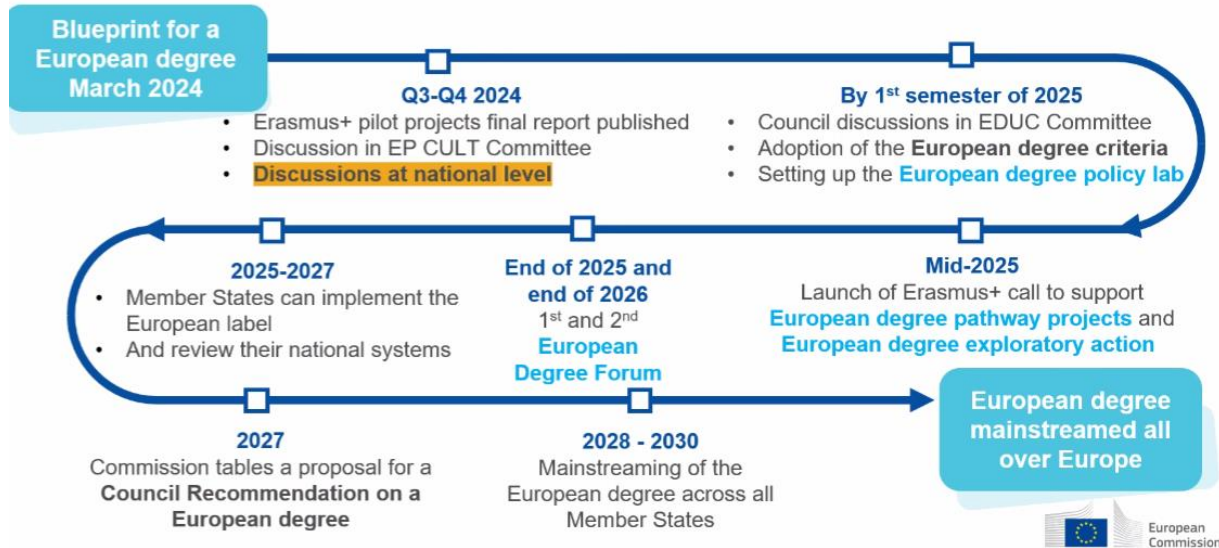 Blueprint for a
European degree
March 2024
Q3-Q4 2024
• Erasmus+ pilot projects final report published
• Discussion in EP CULT Committee
• Discussions at national level
By 1st semester of 2025
• Council discussions in EDUC Committee
• Adoption of the European degree criteria
• Setting up the European degree policy lab
Mid-2025
Launch of Erasmus+ call to support
European degree pathway projects and
European degree exploratory action
End of 2025 and
end of 2026
1st and 2nd
European
Degree Forum
2025-2027
• Member States can implement the
European label
• And review their national systems
2027
Commission tables a proposal for a
Council Recommendation on a
European degree
2028 - 2030
Mainstreaming of the
European degree across all
Member States
European degree
mainstreamed all
over Europe
European
Commission